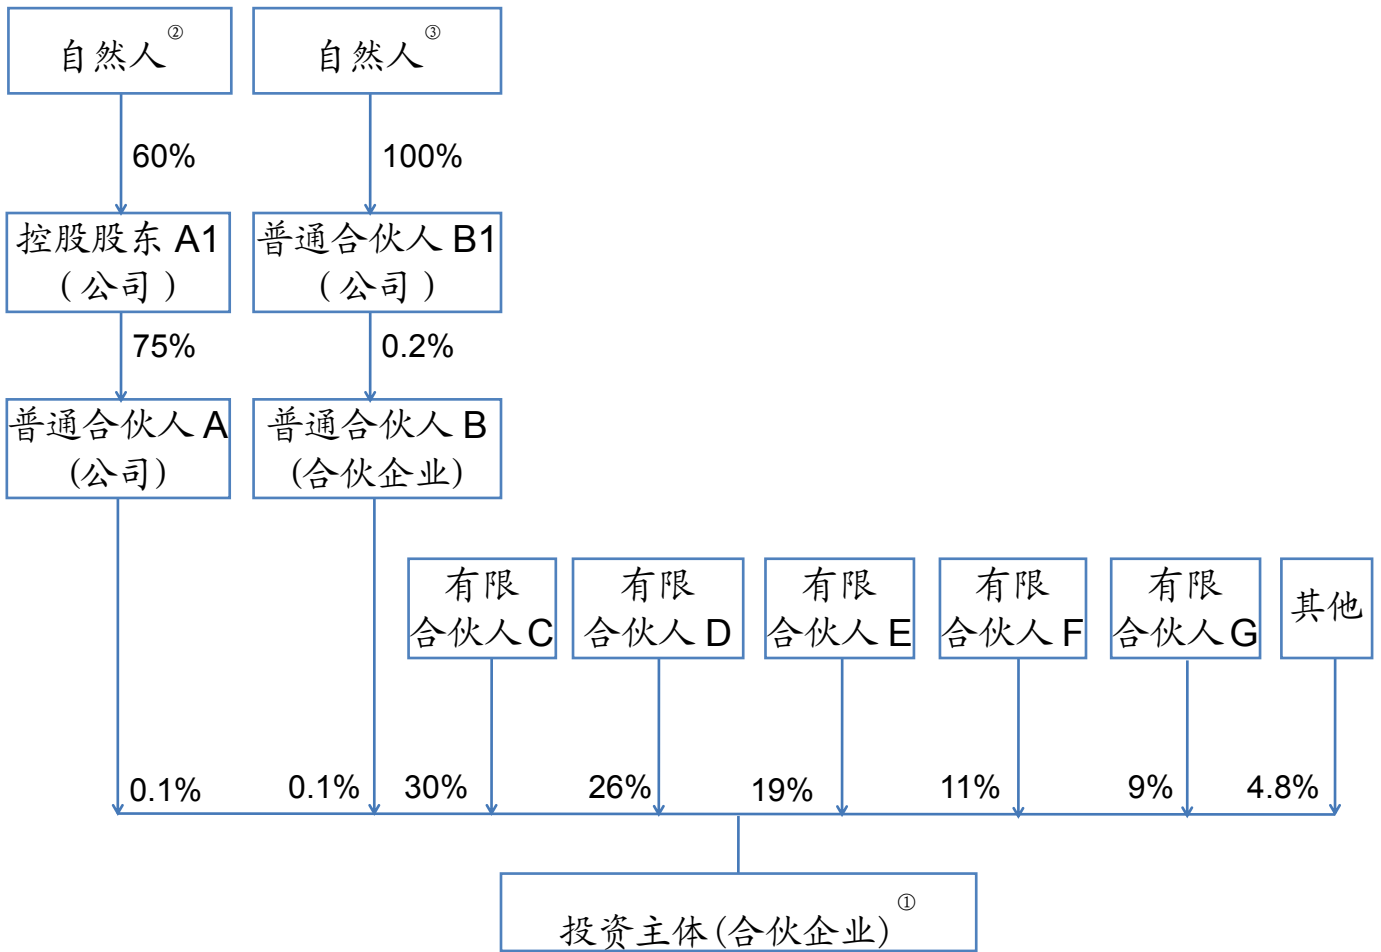 自然人②
自然人③
60%
100%
控股股东 A1
（公司）
普通合伙人 B1
（公司）
75%
0.2%
普通合伙人 A
(公司)
普通合伙人 B
(合伙企业)
有限
合伙人 C
有限
合伙人 D
有限
合伙人 E
有限
合伙人 F
有限
合伙人 G
其他
0.1%
0.1%
30%
26%
19%
11%
9%
4.8%
投资主体(合伙企业)①